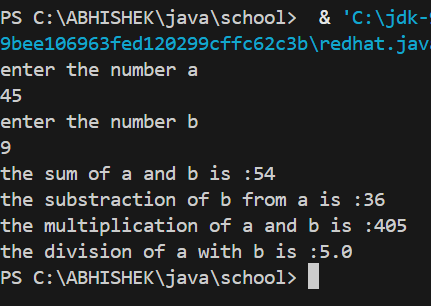 PS C:\ABHISHEK\java\school>  & 'C:\jdk-
9bee106963fed120299cffc62c3b\redhat.jav
enter the number a
45
enter the number b
9
the sum of a and b is :54
the substraction of b from a is :36
the multiplication of a and b is :405
the division of a with b is :5.0
PS C:\ABHISHEK\java\school>